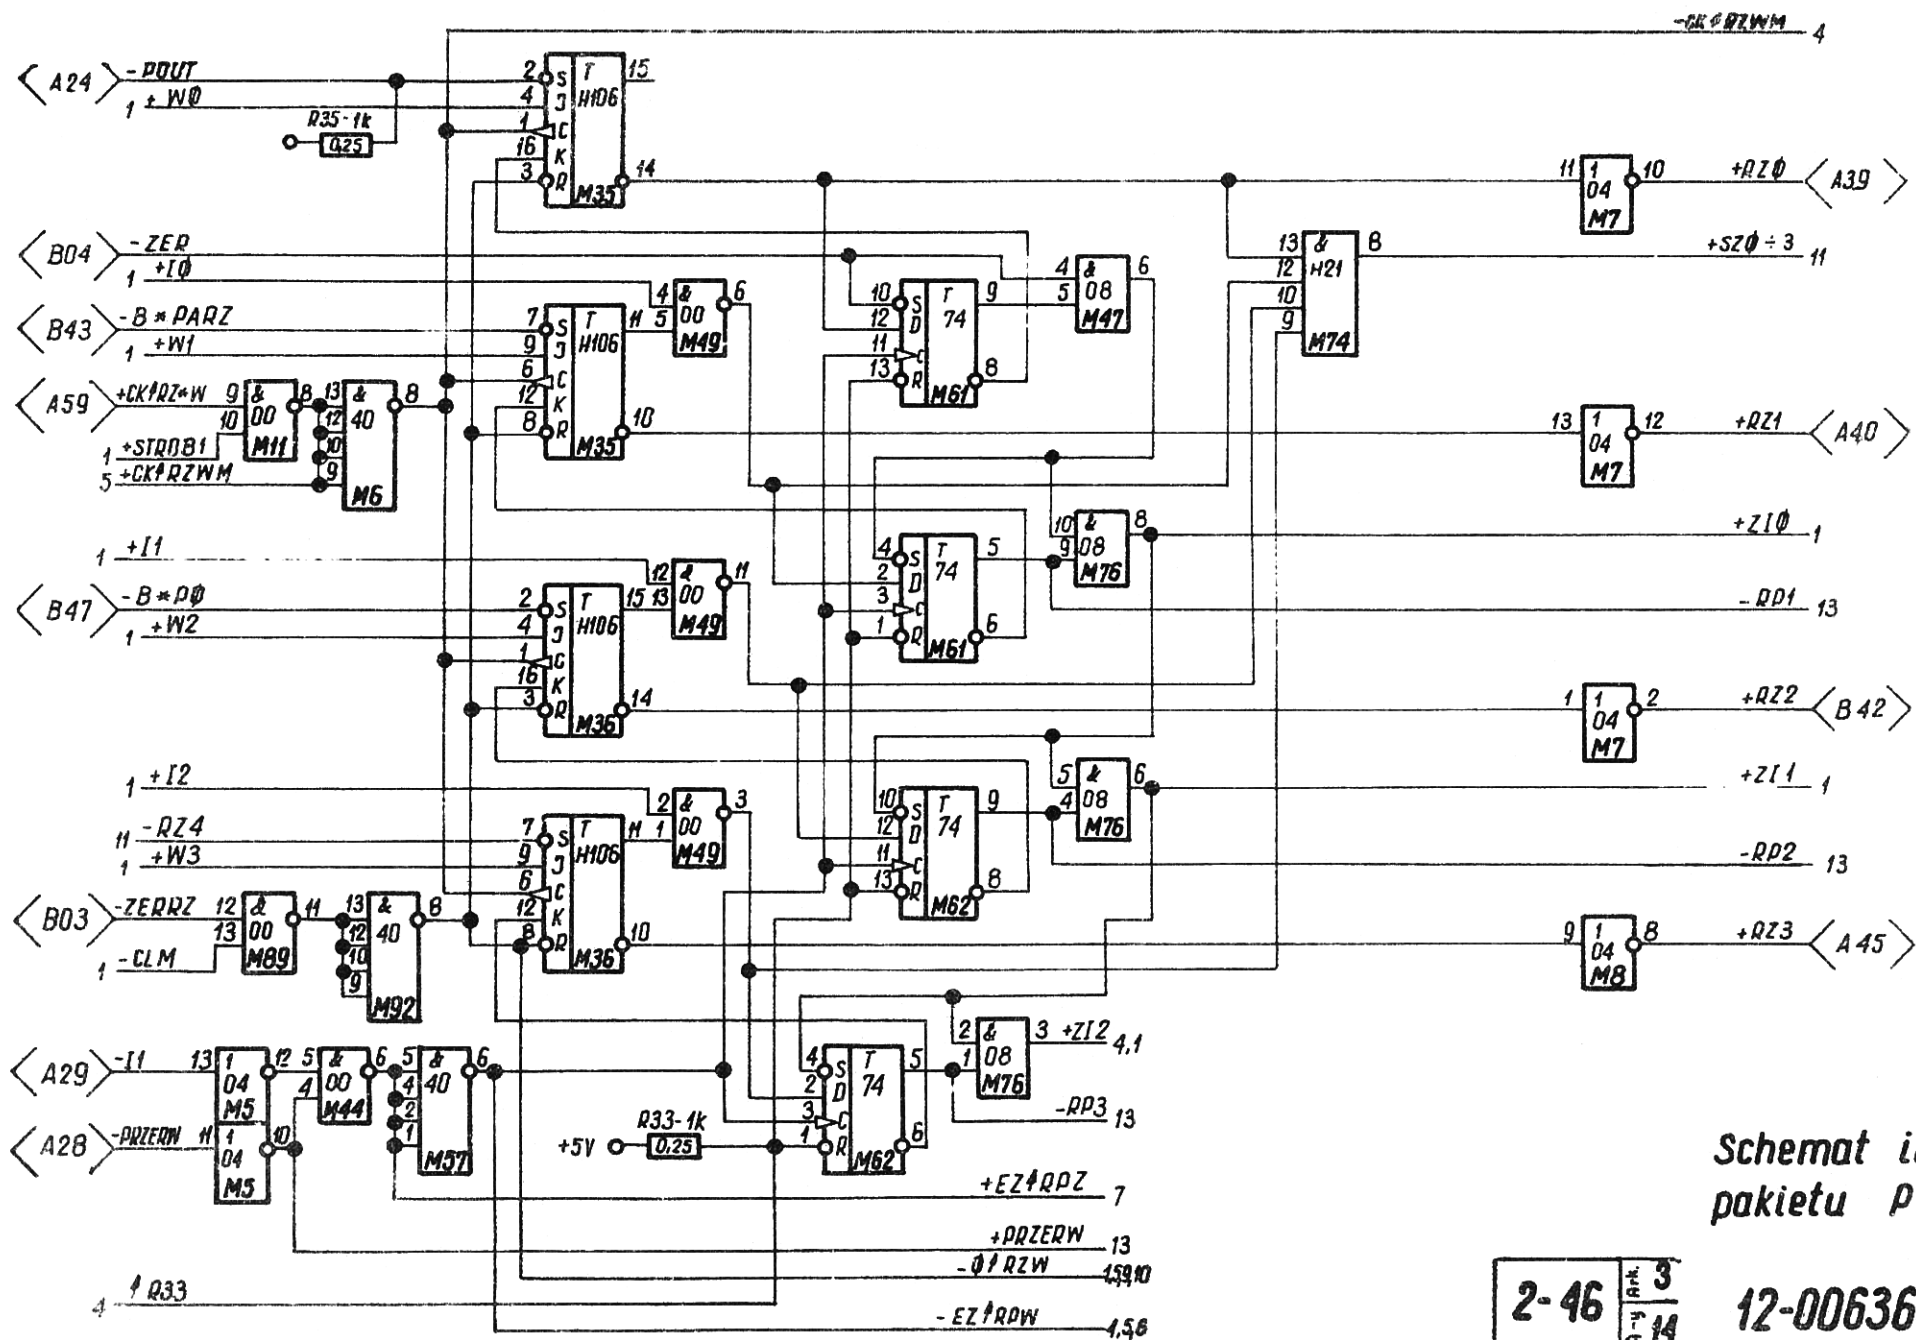 -CK↑RZWM 4
A24 -POUT 2 S T 15
1 +WØ 4 J H106
R35-1k 1 C
0,25 16 K
3 R 14 M35
11 1 10 +RZØ A39
04
M7
B04 -ZER
1 +IØ
4 & 6
5 00
M49
10 S T 9
12 D 74
11 C
13 R 8
M61
4 & 6
5 08
M47
13 & 8 +SZØ÷3 11
12 H21
10
9 M74
B43 -B*PARZ 7 S T 11
1 +W1 9 J H106
6 C
12 K
8 R 10 M35
A59 +CK↑RZ*W 9 & 8 13 & 8
10 00 12 40
1 +STROB1 M11 10
5 +CK↑RZWM 9 M6
13 1 12 +RZ1 A40
04
M7
1 +I1
12 & 11
13 00
M49
4 S T 5
2 D 74
3 C
1 R 6
M61
10 & 8 +ZIØ 1
9 08
M76
-RP1 13
B47 -B*PØ 2 S T 15
1 +W2 4 J H106
1 C
16 K
3 R 14 M36
1 1 2 +RZ2 B42
04
M7
1 +I2
2 & 3
1 00
M49
10 S T 9
12 D 74
11 C
13 R 8
M62
5 & 6 +ZI1 1
4 08
M76
-RP2 13
11 -RZ4 7 S T 11
1 +W3 9 J H106
6 C
12 K
8 R 10 M36
B03 -ZERRZ 12 & 11 13 & 8
13 00 12 40
1 -CLM M89 10
9 M92
9 1 8 +RZ3 A45
04
M8
A29 -I1 13 1 12 5 & 6 5 & 6
04 4 00 4 40
M5 M44 2
A28 -PRZERW 11 1 10 1
04 M57
M5
+5V R33-1k
0,25
4 S T 5
2 D 74
3 C
1 R 6
M62
2 & 3 +ZI2 4,1
1 08
M76
-RP3 13
+EZ↑RPZ 7
+PRZERW 13
-Ø↑RZW 1,5,9,10
4 ↑R33
-EZ↑RPW 1,5,6
Schemat
pakietu P
2-46 Ark. 3
14
12-00636